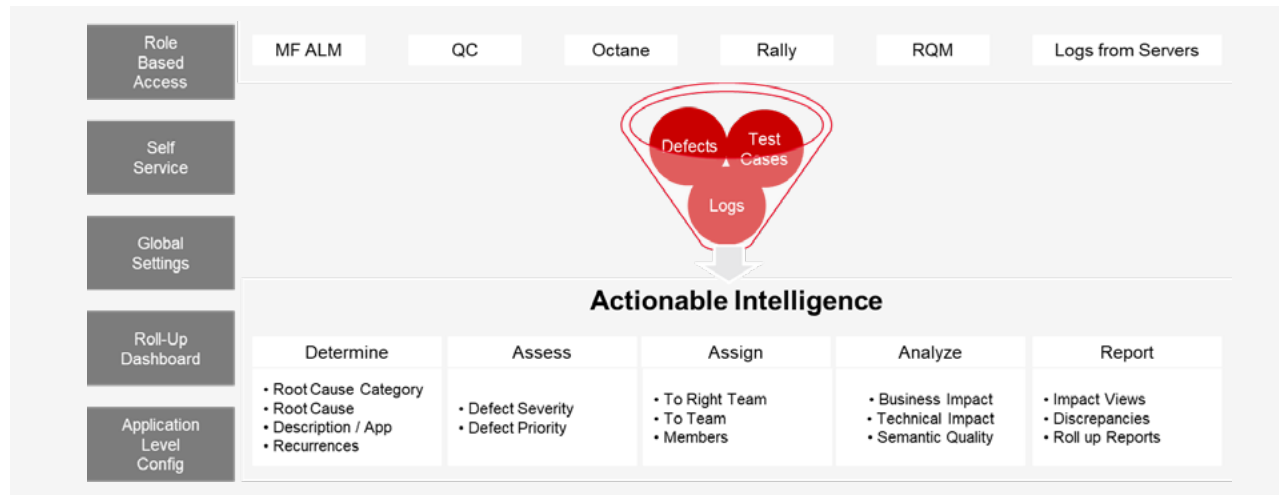 Role
Based
Access
Self
Service
Global
Settings
Roll-Up
Dashboard
Application
Level
Config
MF ALM
QC
Octane
Rally
RQM
Logs from Servers
Defects
Test
Cases
Logs
Actionable Intelligence
Determine
• Root Cause Category
• Root Cause
• Description / App
• Recurrences
Assess
• Defect Severity
• Defect Priority
Assign
• To Right Team
• To Team
• Members
Analyze
• Business Impact
• Technical Impact
• Semantic Quality
Report
• Impact Views
• Discrepancies
• Roll up Reports